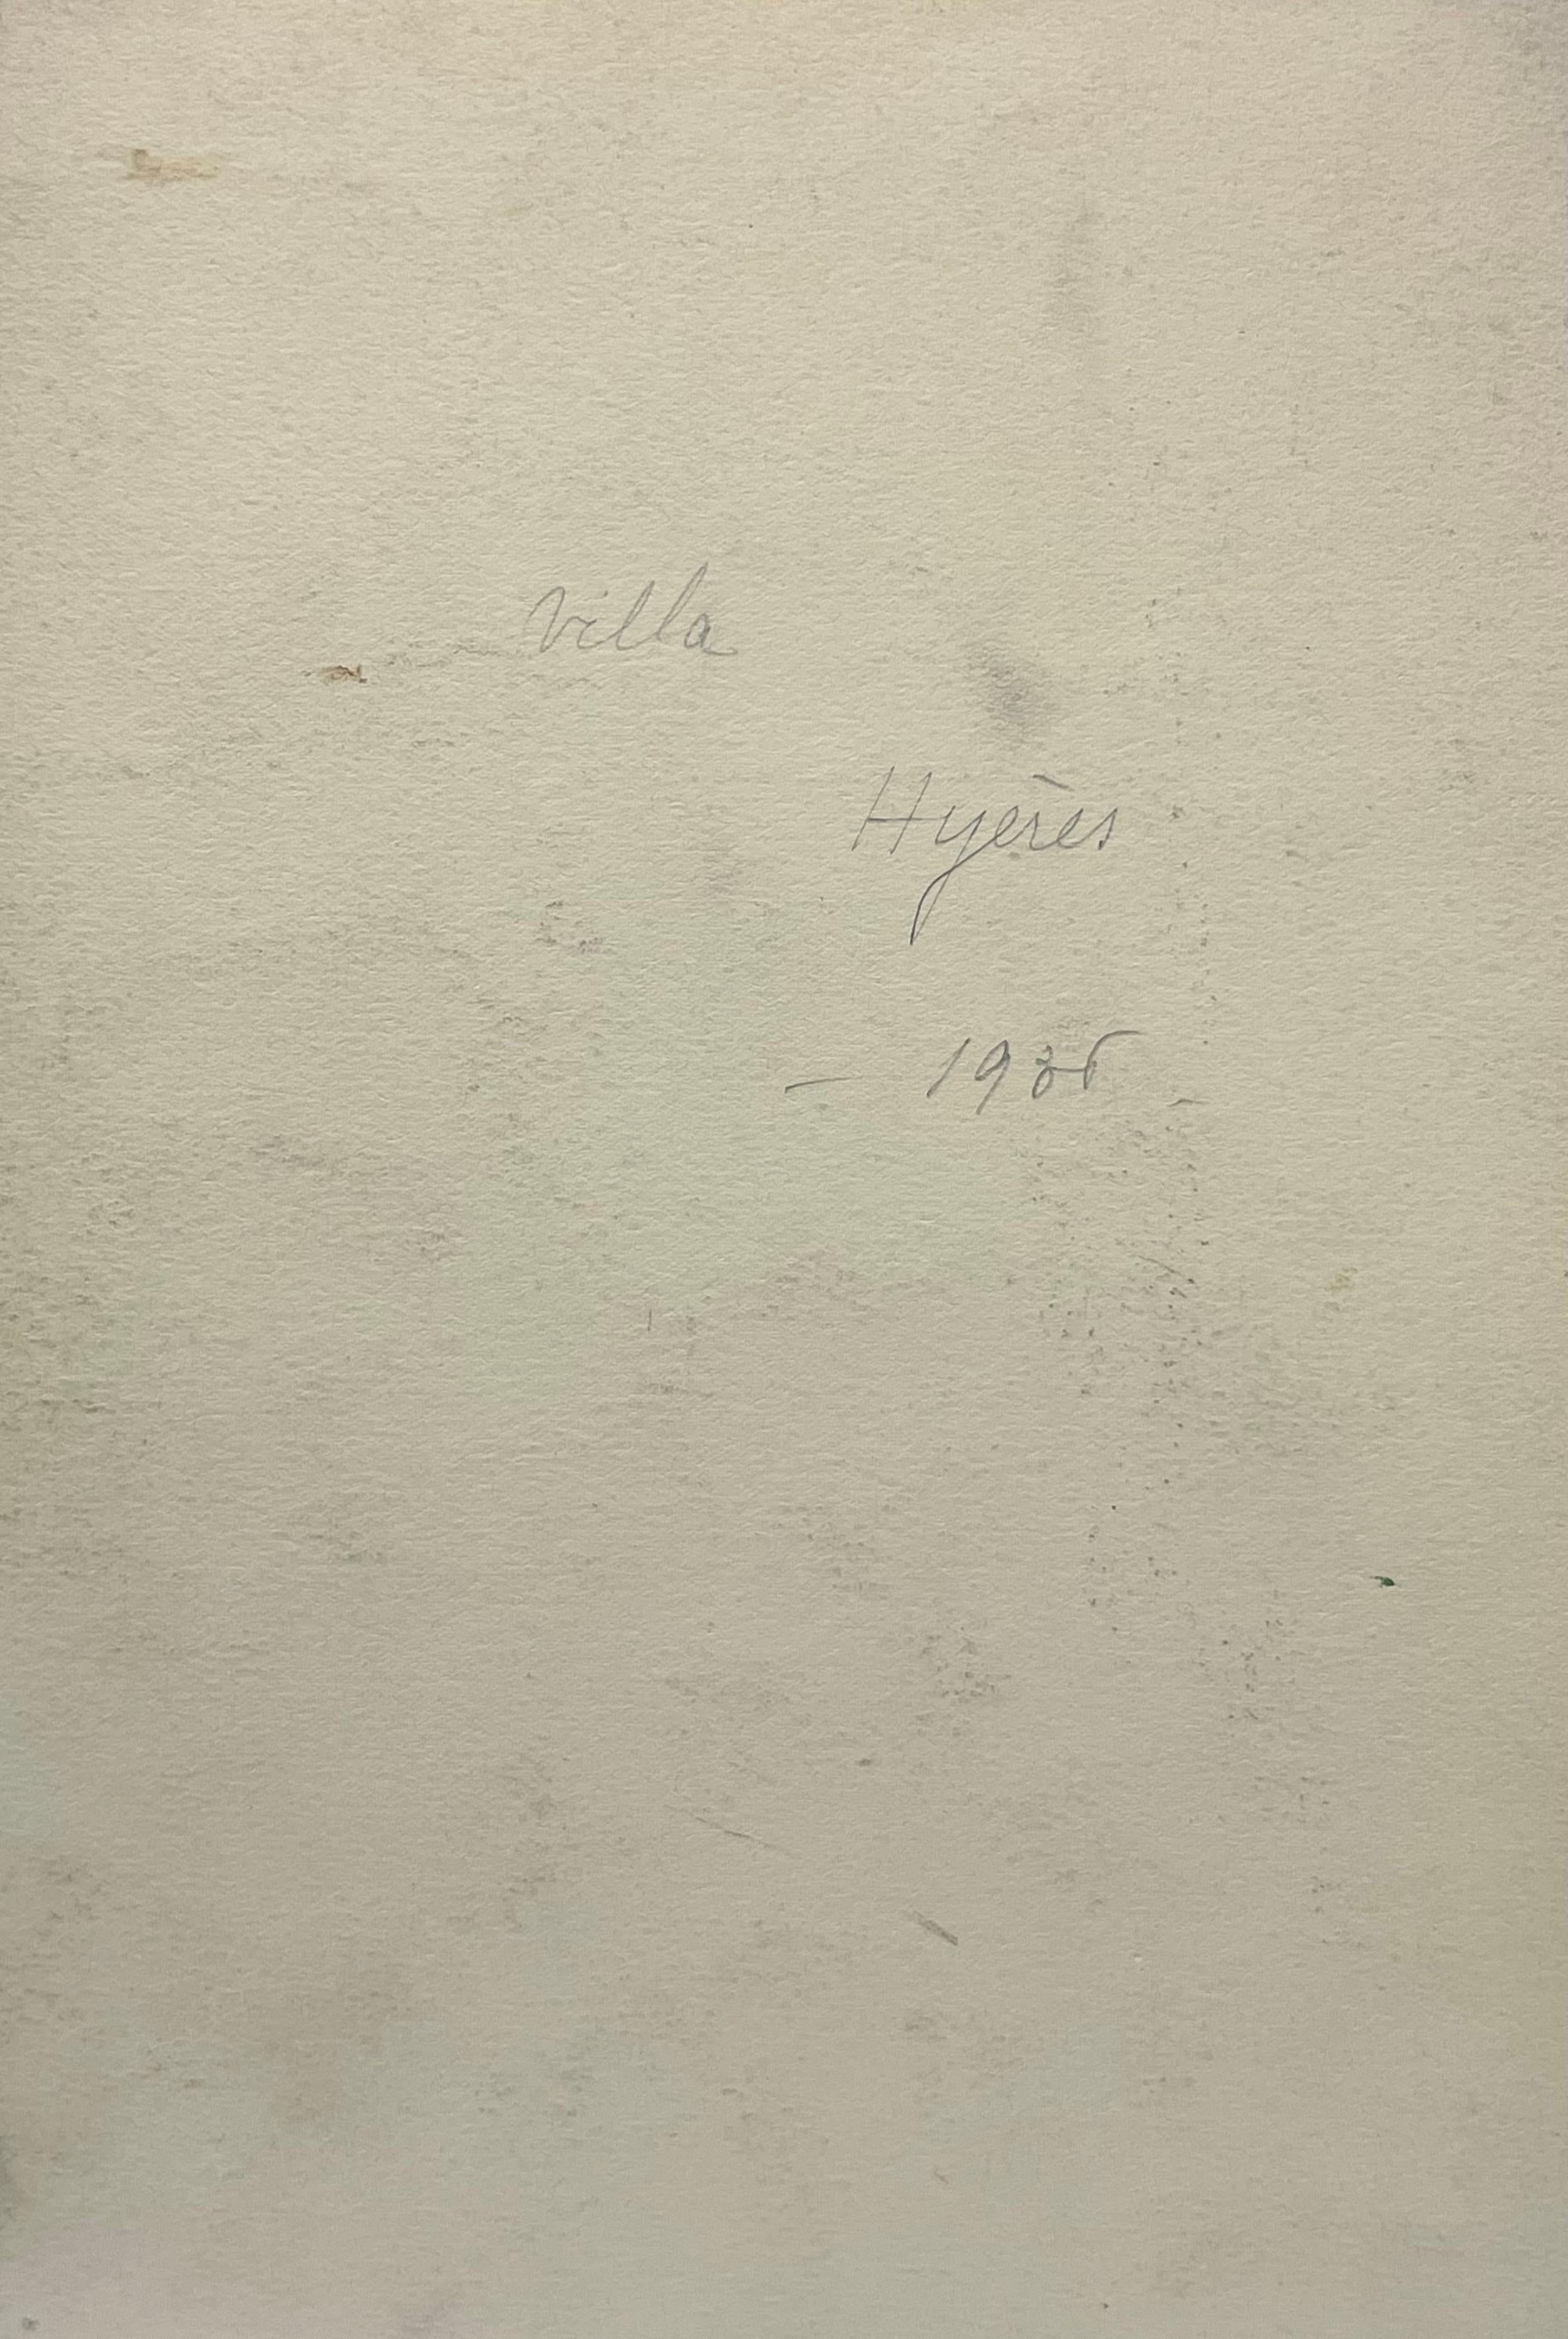 Villa
Hyères
– 1936 –